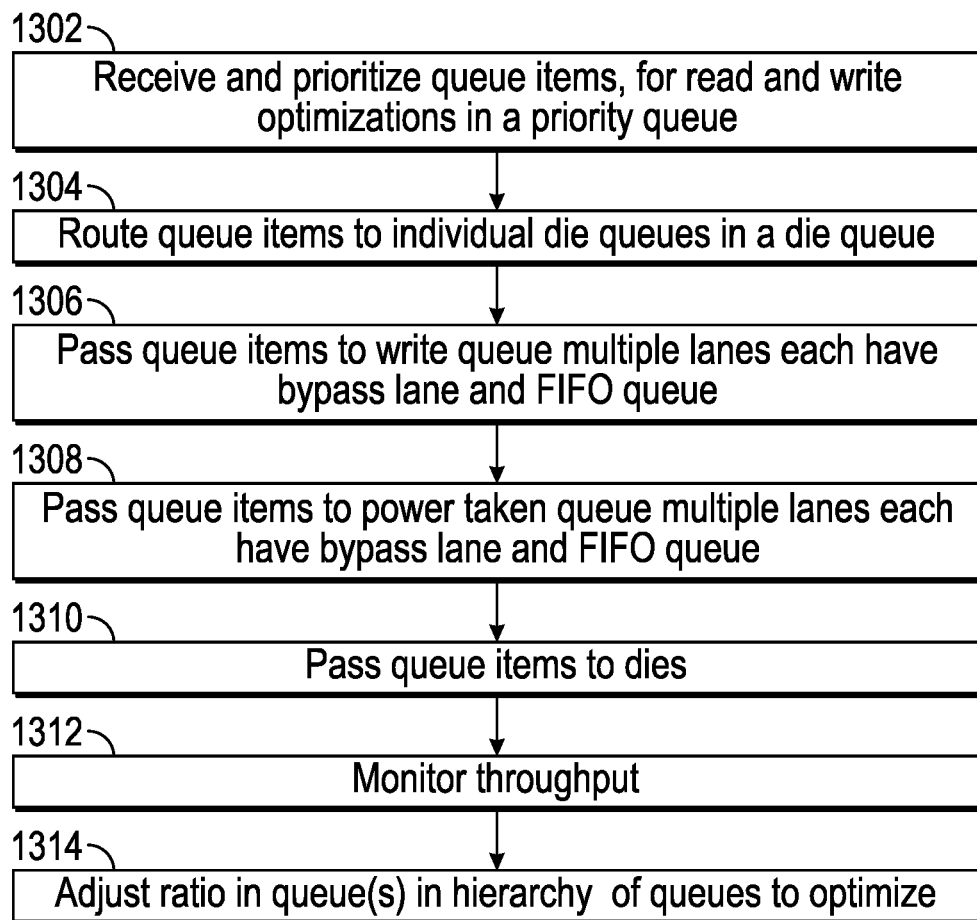 1302
Receive and prioritize queue items, for read and write
optimizations in a priority queue
1304
Route queue items to individual die queues in a die queue
1306
Pass queue items to write queue multiple lanes each have
bypass lane and FIFO queue
1308
Pass queue items to power taken queue multiple lanes each
have bypass lane and FIFO queue
1310
Pass queue items to dies
1312
Monitor throughput
1314
Adjust ratio in queue(s) in hierarchy of queues to optimize